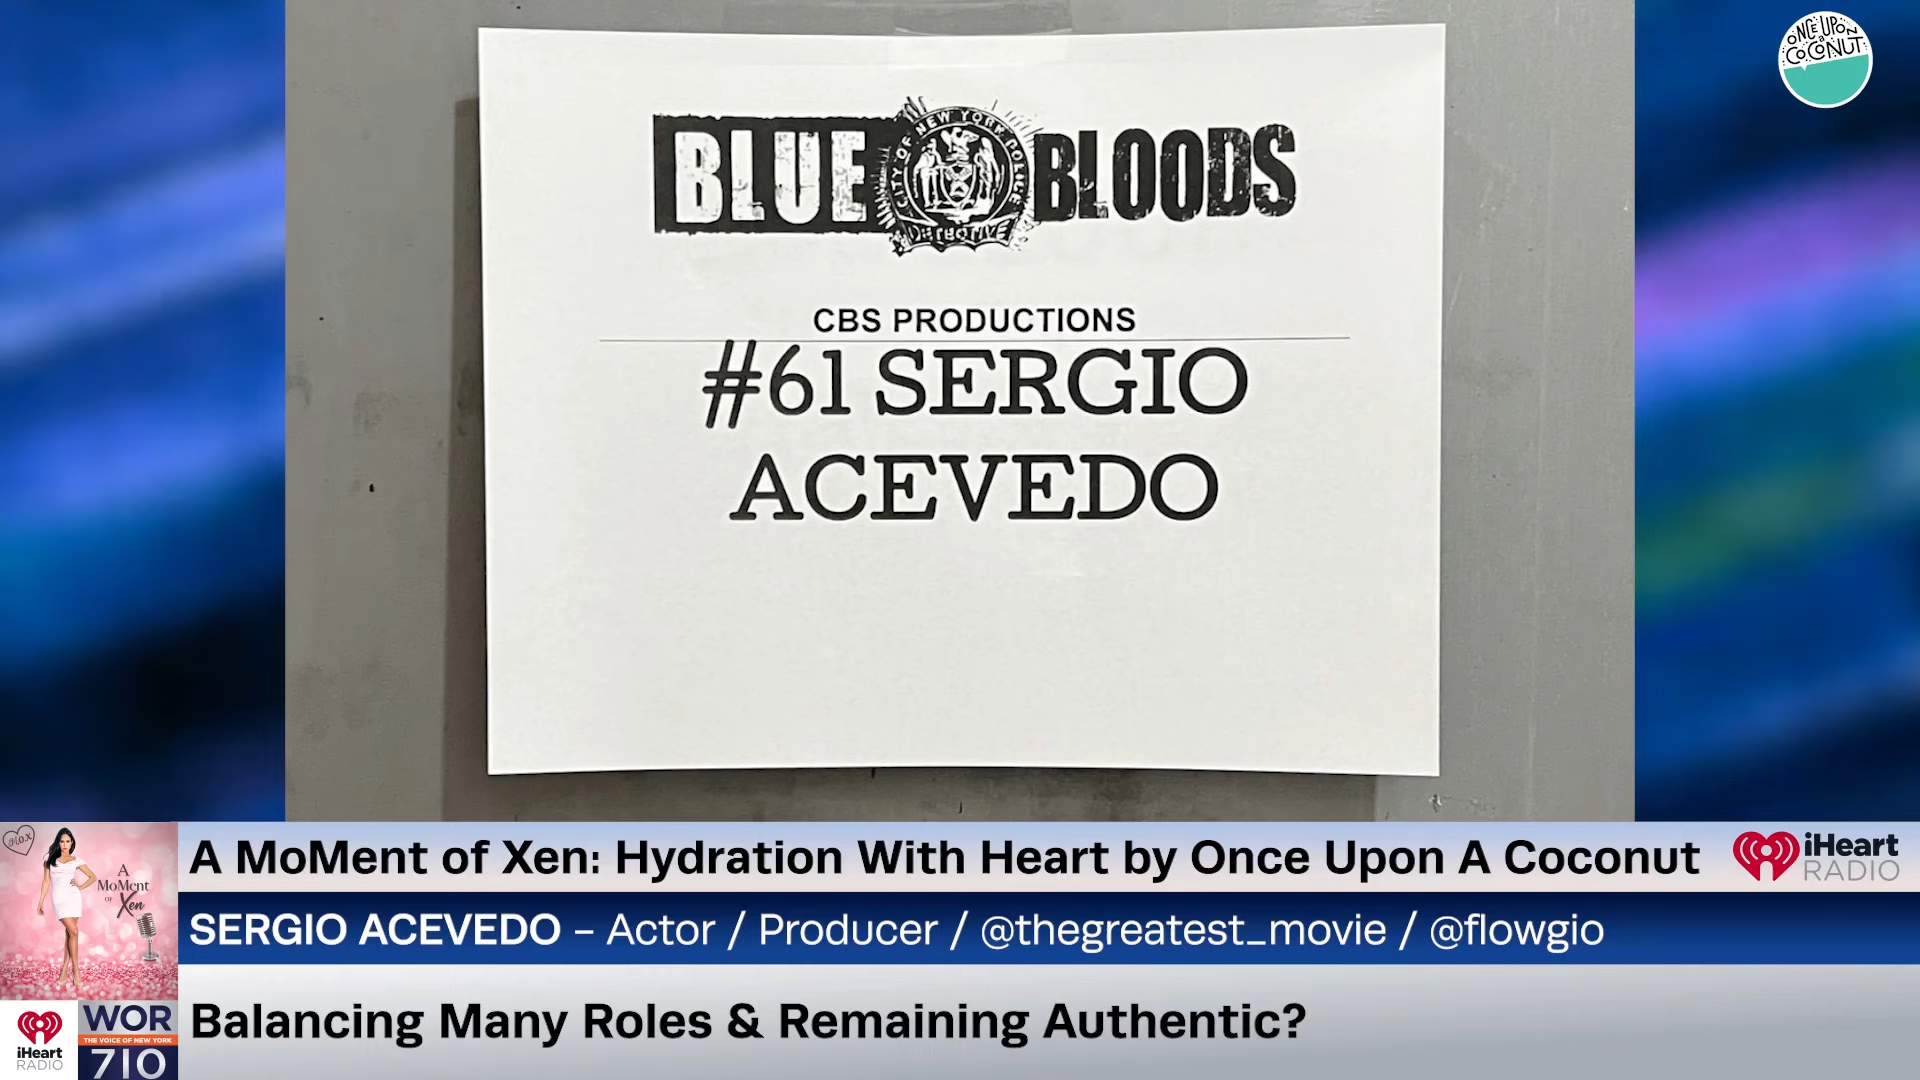 ONCE UPON
a
COCONUT
BLUE BLOODS
CITY OF NEW YORK POLICE
DETECTIVE
CBS PRODUCTIONS
#61 SERGIO
ACEVEDO
A MoMent of Xen: Hydration With Heart by Once Upon A Coconut
iHeart
RADIO
M.O.X
A
MoMent
OF
Xen
SERGIO ACEVEDO – Actor / Producer / @thegreatest_movie / @flowgio
Balancing Many Roles & Remaining Authentic?
iHeart
RADIO
WOR
THE VOICE OF NEW YORK
710